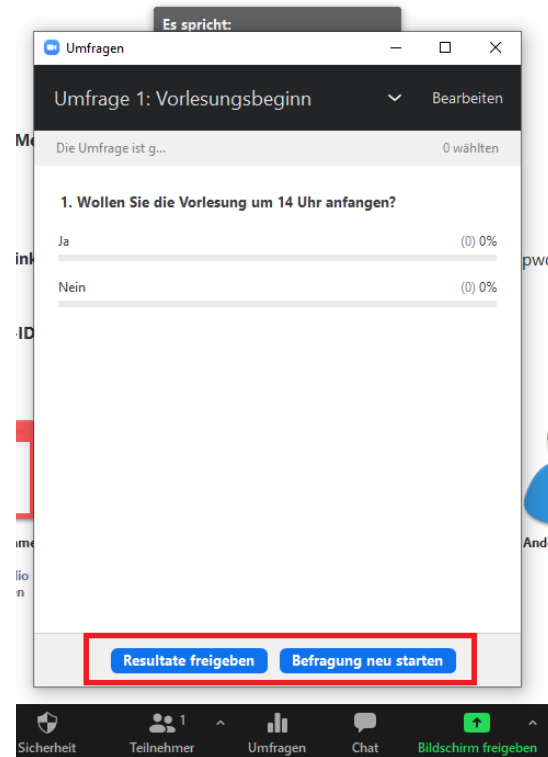 Es spricht:
Umfragen
Umfrage 1: Vorlesungsbeginn
Bearbeiten
Die Umfrage ist g...
0 wählten
1. Wollen Sie die Vorlesung um 14 Uhr anfangen?
Ja
(0) 0%
Nein
(0) 0%
Resultate freigeben
Befragung neu starten
1
Sicherheit
Teilnehmer
Umfragen
Chat
Bildschirm freigeben